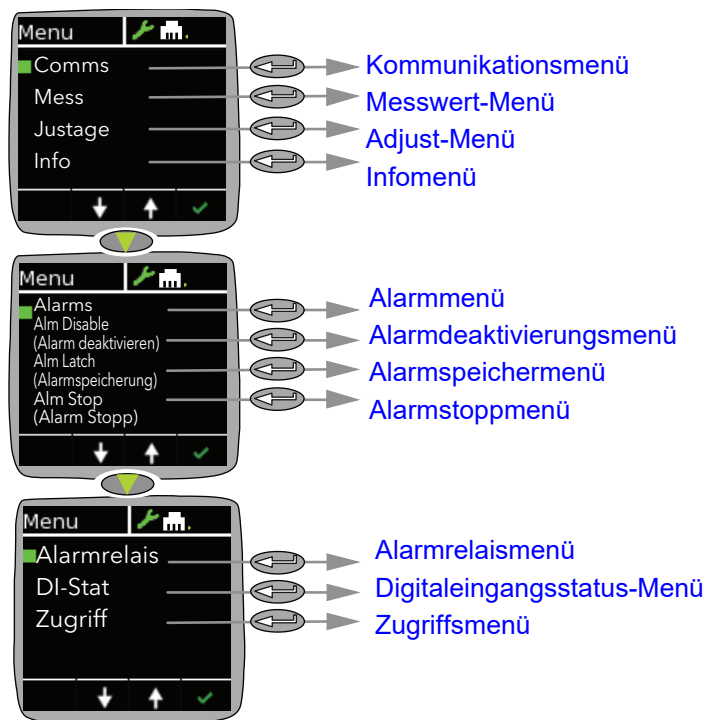 Menu
Comms
Mess
Justage
Info
Kommunikationsmenü
Messwert-Menü
Adjust-Menü
Infomenü
Menu
Alarms
Alm Disable
(Alarm deaktivieren)
Alm Latch
(Alarmspeicherung)
Alm Stop
(Alarm Stopp)
Alarmmenü
Alarmdeaktivierungsmenü
Alarmspeichermenü
Alarmstoppmenü
Menu
Alarmrelais
DI-Stat
Zugriff
Alarmrelaismenü
Digitaleingangsstatus-Menü
Zugriffsmenü